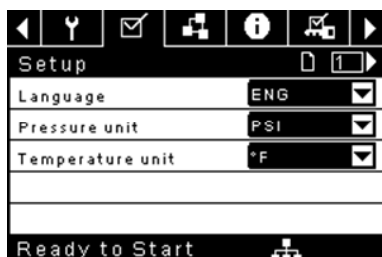 Setup 1
Language ENG
Pressure unit PSI
Temperature unit °F
Ready to Start